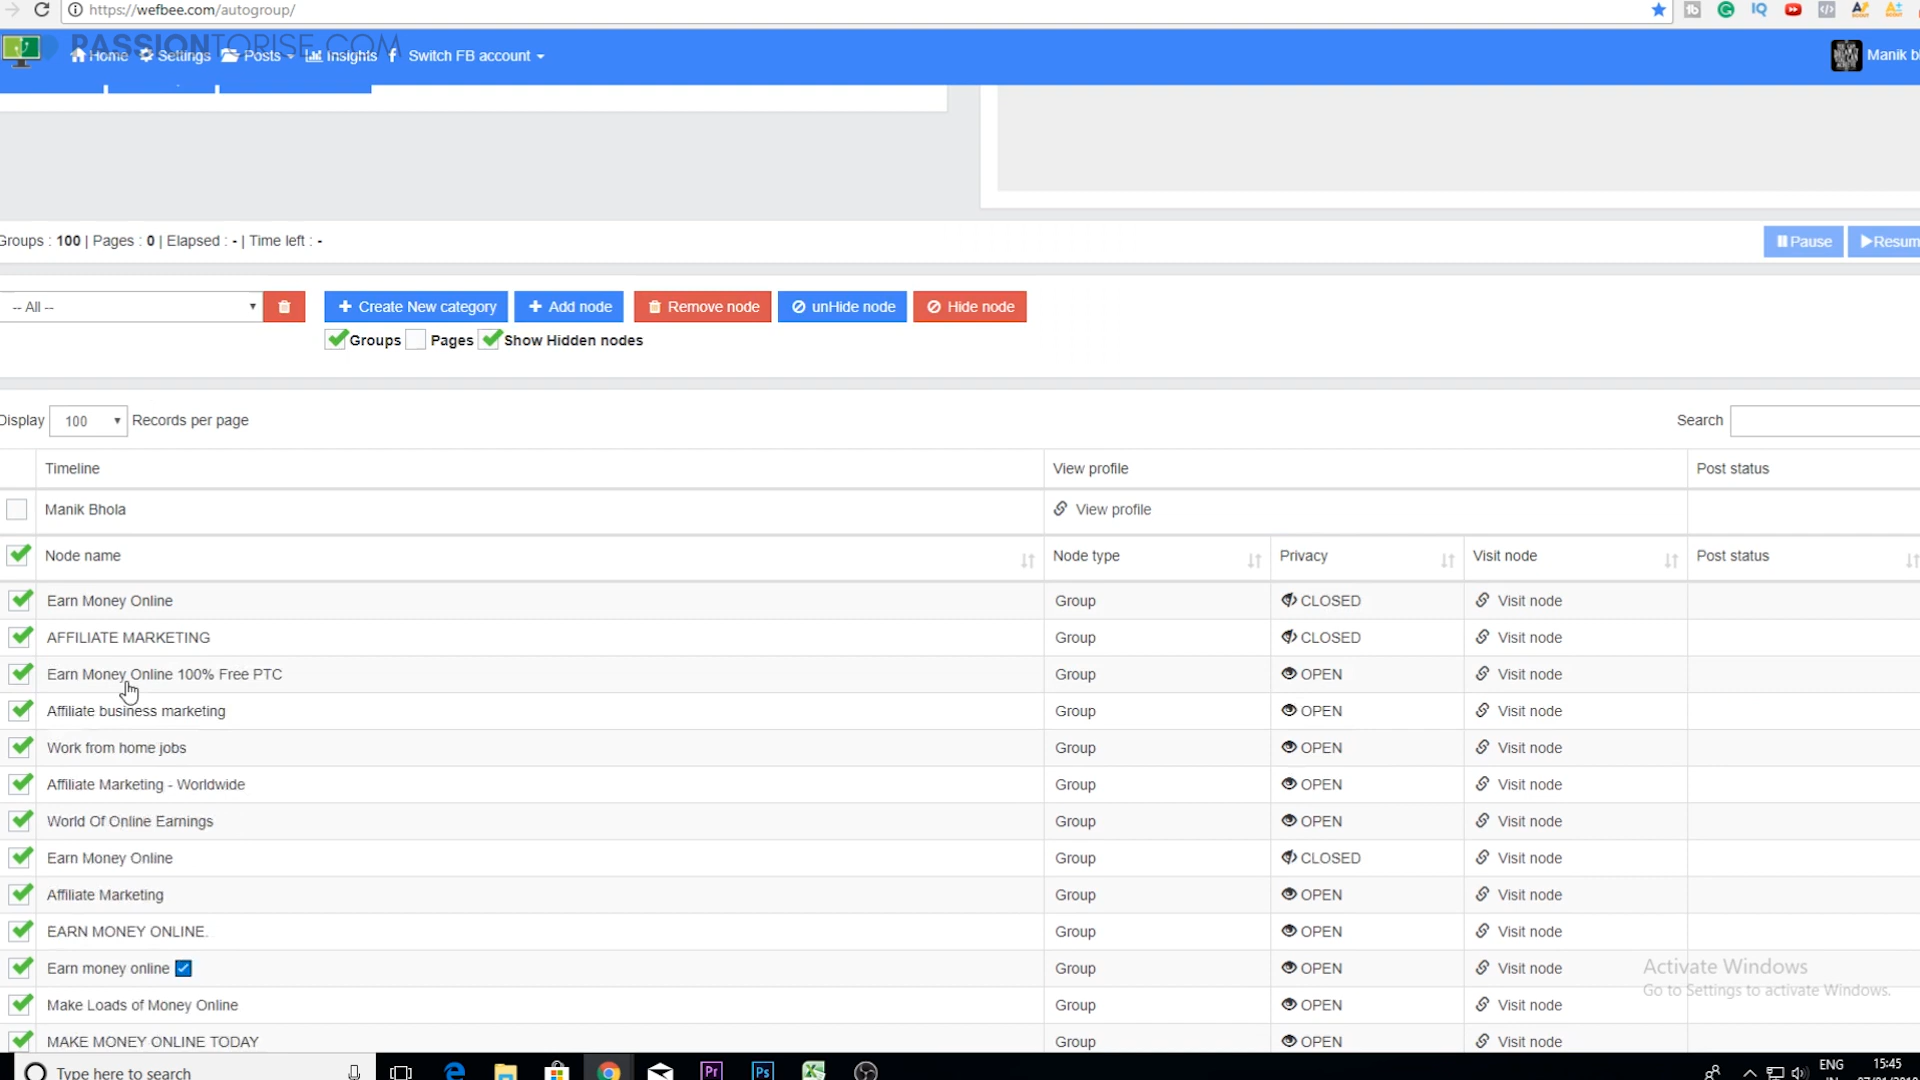 https://wefbee.com/autogroup/
PASSIONTORISE.COM
Home Settings Posts Insights Switch FB account
Manik bh
Groups : 100 | Pages : 0 | Elapsed : - | Time left : -
Pause Resum
-- All --
Create New category Add node Remove node unHide node Hide node
Groups Pages Show Hidden nodes
Display 100 Records per page
Search
Timeline View profile Post status
Manik Bhola View profile
Node name Node type Privacy Visit node Post status
Earn Money Online Group CLOSED Visit node
AFFILIATE MARKETING Group CLOSED Visit node
Earn Money Online 100% Free PTC Group OPEN Visit node
Affiliate business marketing Group OPEN Visit node
Work from home jobs Group OPEN Visit node
Affiliate Marketing - Worldwide Group OPEN Visit node
World Of Online Earnings Group OPEN Visit node
Earn Money Online Group CLOSED Visit node
Affiliate Marketing Group OPEN Visit node
EARN MONEY ONLINE. Group OPEN Visit node
Earn money online Group OPEN Visit node
Make Loads of Money Online Group OPEN Visit node
MAKE MONEY ONLINE TODAY Group OPEN Visit node
Activate Windows
Go to Settings to activate Windows.
Type here to search
Pr Ps
ENG
15:45